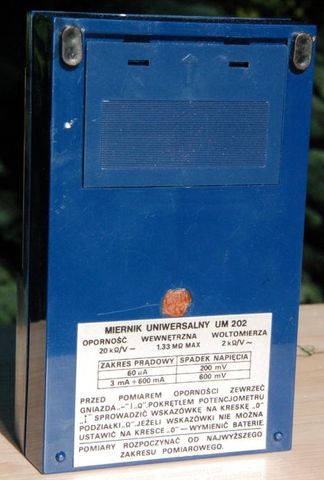 MIERNIK UNIWERSALNY UM 202
OPORNOŚĆ WEWNĘTRZNA WOLTOMIERZA
20 kΩ/V – 1.33 MΩ MAX 2 kΩ/V ~
ZAKRES PRĄDOWY SPADEK NAPIĘCIA
60 uA 200 mV
3 mA ÷ 600 mA 600 mV
PRZED POMIAREM OPORNOŚCI ZEWRZEĆ
GNIAZDA „–" I „Ω", POKRĘTŁEM POTENCJOMETRU
SPROWADZIĆ WSKAZÓWKĘ NA KRESKĘ „0"
PODZIAŁKI „Ω". JEŻELI WSKAZÓWKI NIE MOŻNA
USTAWIĆ NA KRESCE „0" — WYMIENIĆ BATERIE.
POMIARY ROZPOCZYNAĆ OD NAJWYŻSZEGO
ZAKRESU POMIAROWEGO.